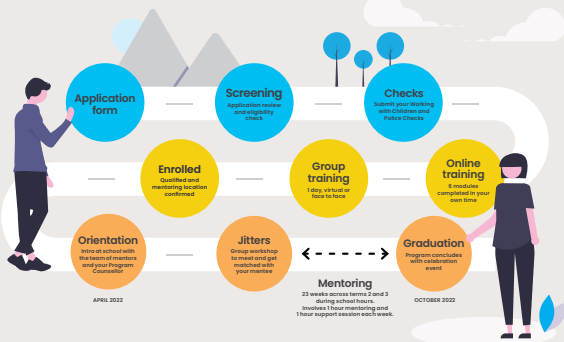 Application
form
Screening
Application review
and eligibility
check
Checks
Submit your Working
with Children and
Police Checks
Enrolled
Qualified and
mentoring location
confirmed
Group
training
1 day, virtual or
face to face
Online
training
6 modules
completed in your
own time
Orientation
Intro at school with
the team of mentors
and your Program
Counsellor
Jitters
Group workshop
to meet and get
matched with
your mentee
Graduation
Program concludes
with celebration
event
Mentoring
23 weeks across terms 2 and 3
during school hours.
Involves 1 hour mentoring and
1 hour support session each week.
APRIL 2022
OCTOBER 2022